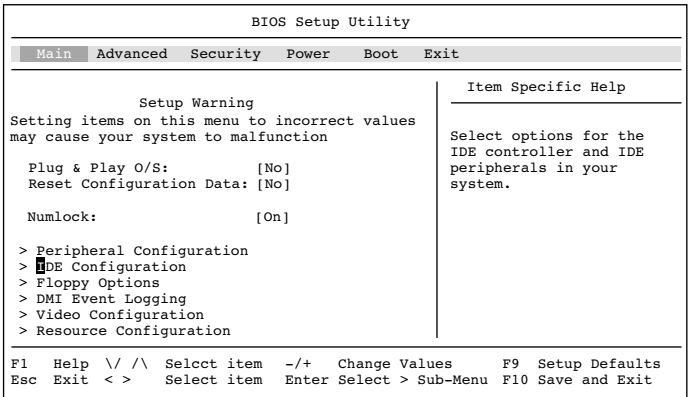 BIOS Setup Utility
Main Advanced Security Power Boot Exit
Setup Warning
Setting items on this menu to incorrect values
may cause your system to malfunction
Plug & Play O/S: [No]
Reset Configuration Data: [No]
Numlock: [On]
> Peripheral Configuration
> IDE Configuration
> Floppy Options
> DMI Event Logging
> Video Configuration
> Resource Configuration
Item Specific Help
Select options for the
IDE controller and IDE
peripherals in your
system.
F1 Help \/ /\ Selcct item -/+ Change Values F9 Setup Defaults
Esc Exit < > Select item Enter Select > Sub-Menu F10 Save and Exit